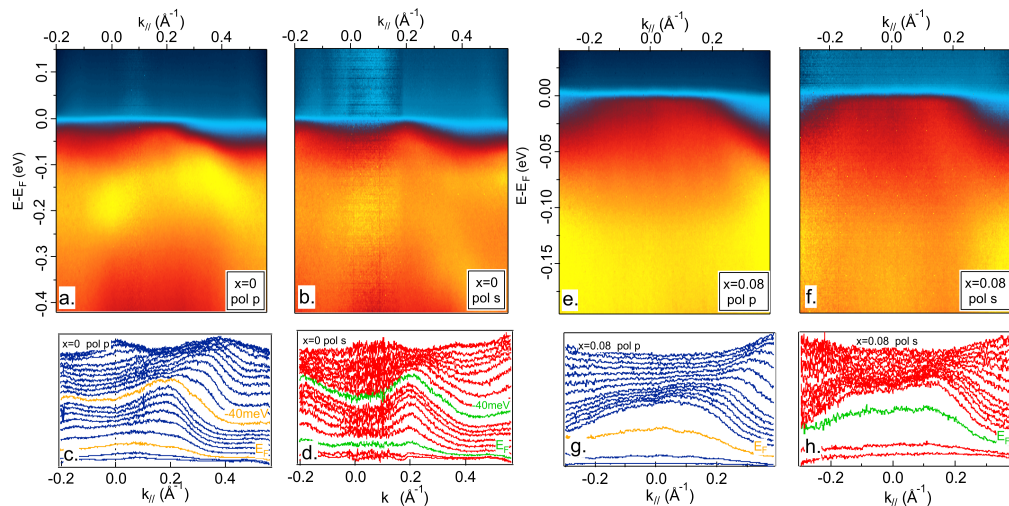 k// (Å-1)
k// (Å-1)
k// (Å-1)
k// (Å-1)
-0.2 0.0 0.2 0.4
-0.2 0.0 0.2 0.4
-0.2 0.0 0.2
-0.2 0.0 0.2
E-EF (eV)
0.1
0.0
-0.1
-0.2
-0.3
-0.4
E-EF (eV)
0.00
-0.05
-0.10
-0.15
a.
x=0
pol p
b.
x=0
pol s
e.
x=0.08
pol p
f.
x=0.08
pol s
x=0 pol p
-40meV
EF
c.
x=0 pol s
-40meV
EF
d.
x=0.08 pol p
EF
g.
x=0.08 pol s
EF
h.
-0.2 0.0 0.2 0.4
-0.2 0.0 0.2 0.4
-0.2 0.0 0.2
-0.2 0.0 0.2
k// (Å-1)
k (Å-1)
k// (Å-1)
k// (Å-1)